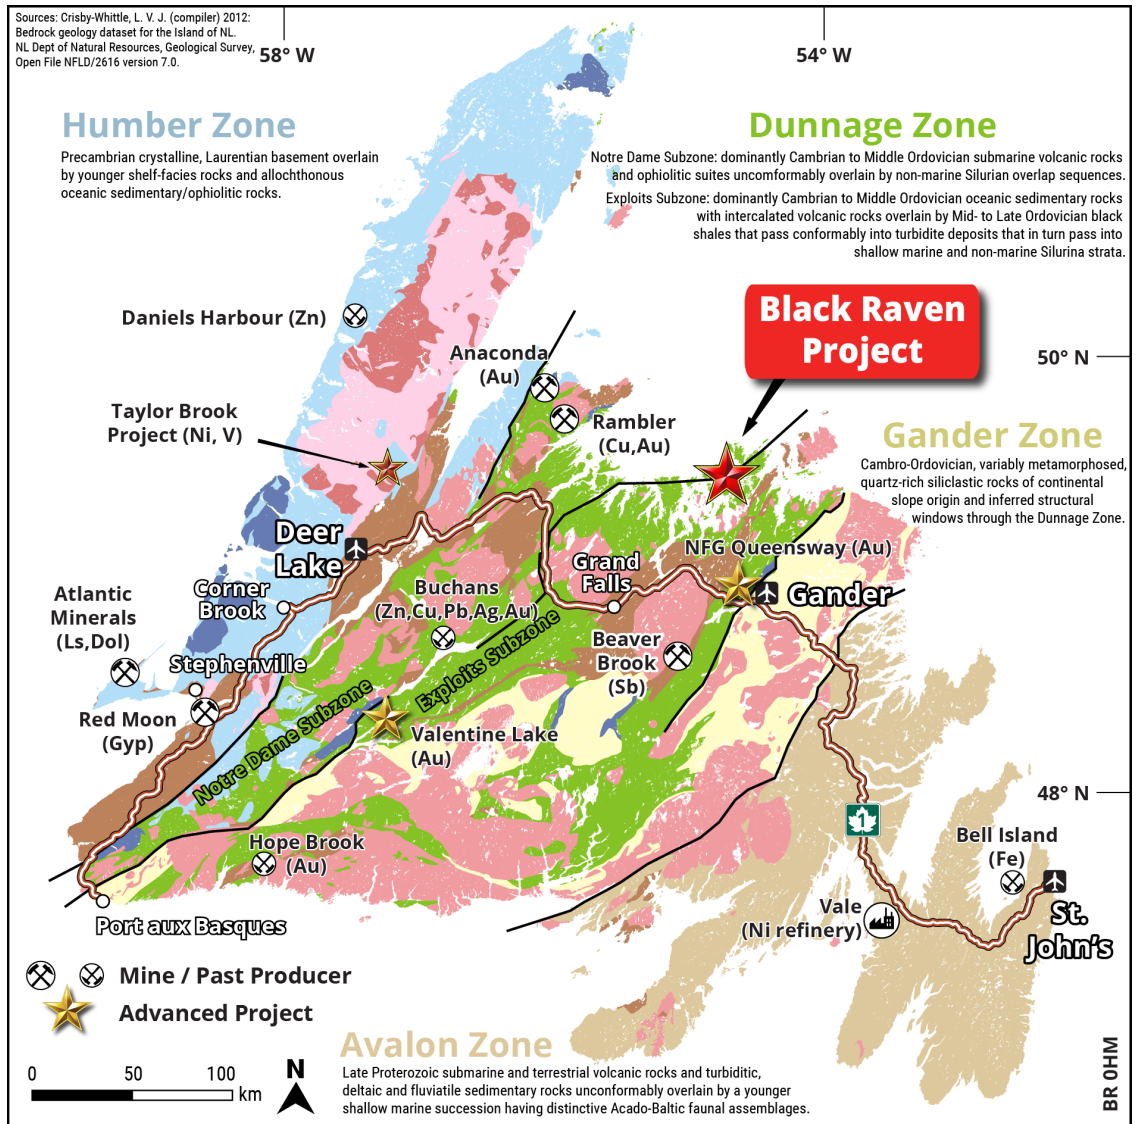 Sources: Crisby-Whittle, L. V. J. (compiler) 2012:
Bedrock geology dataset for the Island of NL.
NL Dept of Natural Resources, Geological Survey,
Open File NFLD/2616 version 7.0.
58° W
54° W
Humber Zone
Precambrian crystalline, Laurentian basement overlain
by younger shelf-facies rocks and allochthonous
oceanic sedimentary/ophiolitic rocks.
Dunnage Zone
Notre Dame Subzone: dominantly Cambrian to Middle Ordovician submarine volcanic rocks
and ophiolitic suites uncomformably overlain by non-marine Silurian overlap sequences.
Exploits Subzone: dominantly Cambrian to Middle Ordovician oceanic sedimentary rocks
with intercalated volcanic rocks overlain by Mid- to Late Ordovician black
shales that pass conformably into turbidite deposits that in turn pass into
shallow marine and non-marine Silurina strata.
Black Raven
Project
Daniels Harbour (Zn)
Anaconda
(Au)
50° N
Taylor Brook
Project (Ni, V)
Rambler
(Cu,Au)
Gander Zone
Cambro-Ordovician, variably metamorphosed,
quartz-rich siliclastic rocks of continental
slope origin and inferred structural
windows through the Dunnage Zone.
Deer
Lake
NFG Queensway (Au)
Grand
Falls
Gander
Corner
Brook
Buchans
(Zn,Cu,Pb,Ag,Au)
Atlantic
Minerals
(Ls,Dol)
Beaver
Brook
(Sb)
Stephenville
Exploits Subzone
Notre Dame Subzone
Red Moon
(Gyp)
Valentine Lake
(Au)
48° N
1
Hope Brook
(Au)
Bell Island
(Fe)
Vale
(Ni refinery)
St.
John's
Port aux Basques
Mine / Past Producer
Advanced Project
Avalon Zone
Late Proterozoic submarine and terrestrial volcanic rocks and turbiditic,
deltaic and fluviatile sedimentary rocks unconformably overlain by a younger
shallow marine succession having distinctive Acado-Baltic faunal assemblages.
0 50 100
km
N
BR 0HM